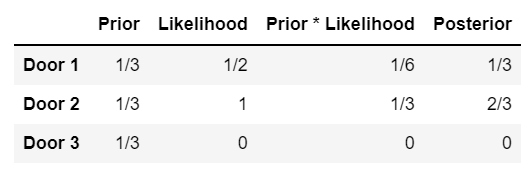 Prior Likelihood Prior * Likelihood Posterior
Door 1 1/3 1/2 1/6 1/3
Door 2 1/3 1 1/3 2/3
Door 3 1/3 0 0 0